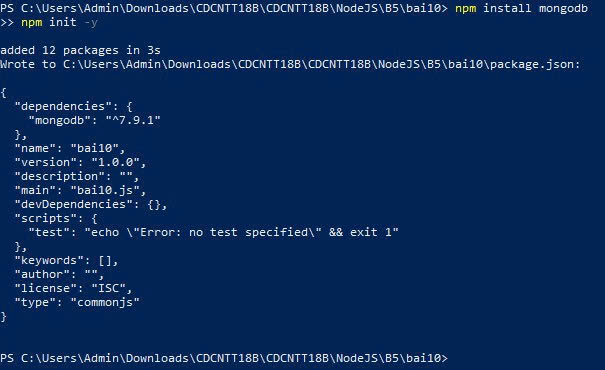 PS C:\Users\Admin\Downloads\CDCNTT18B\CDCNTT18B\NodeJS\B5\bai10> npm install mongodb
>> npm init -y
added 12 packages in 3s
Wrote to C:\Users\Admin\Downloads\CDCNTT18B\CDCNTT18B\NodeJS\B5\bai10\package.json:
{
  "dependencies": {
    "mongodb": "^7.9.1"
  },
  "name": "bai10",
  "version": "1.0.0",
  "description": "",
  "main": "bai10.js",
  "devDependencies": {},
  "scripts": {
    "test": "echo \"Error: no test specified\" && exit 1"
  },
  "keywords": [],
  "author": "",
  "license": "ISC",
  "type": "commonjs"
}
PS C:\Users\Admin\Downloads\CDCNTT18B\CDCNTT18B\NodeJS\B5\bai10>